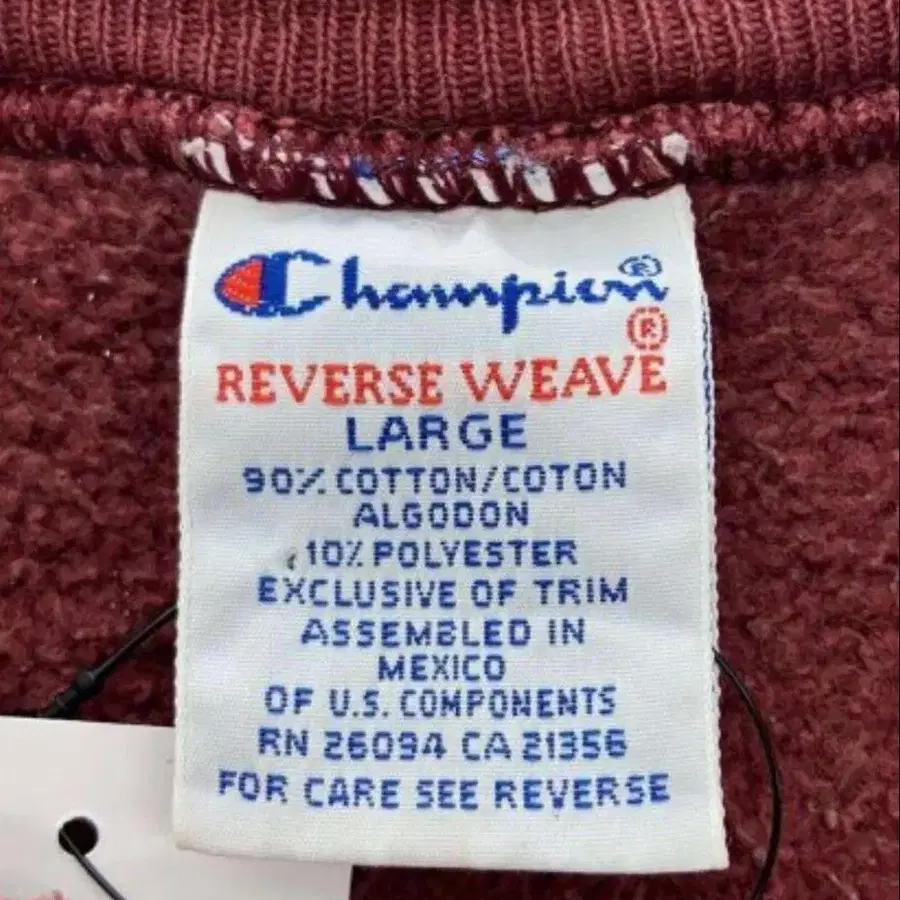 Champion®
®
REVERSE WEAVE
LARGE
90% COTTON/COTON
ALGODON
10% POLYESTER
EXCLUSIVE OF TRIM
ASSEMBLED IN
MEXICO
OF U.S. COMPONENTS
RN 26094 CA 21356
FOR CARE SEE REVERSE